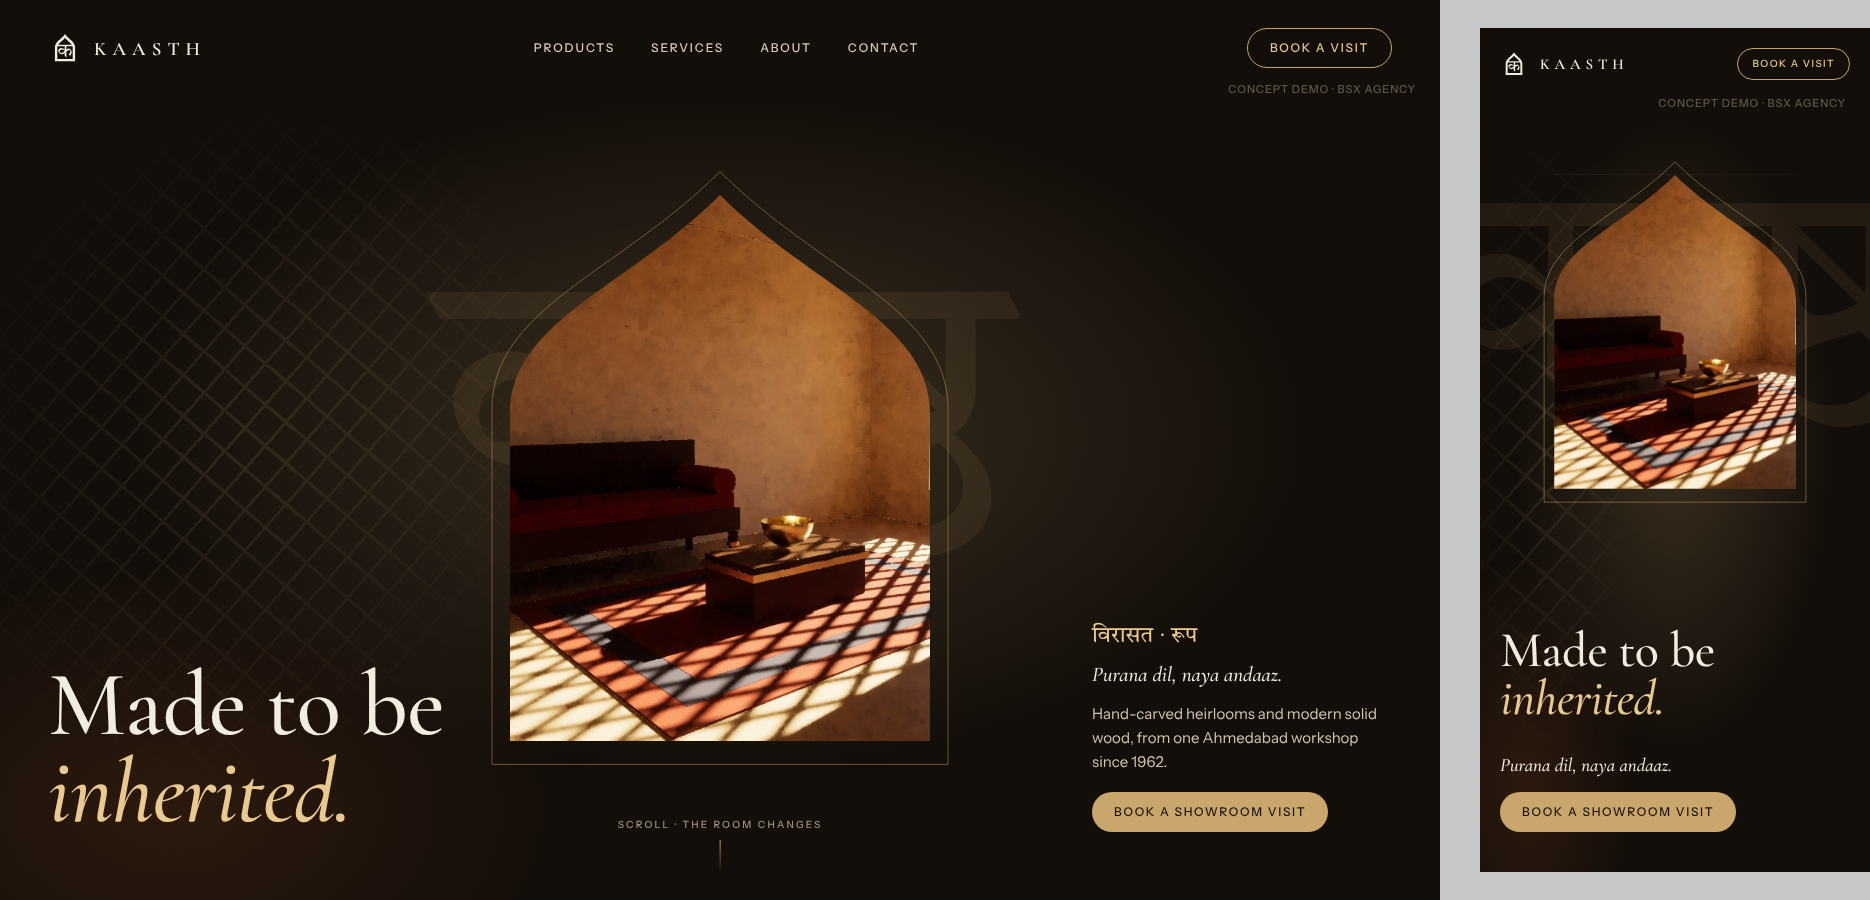 क KAASTH
PRODUCTS SERVICES ABOUT CONTACT
BOOK A VISIT
CONCEPT DEMO · BSX AGENCY
Made to be
inherited.
SCROLL · THE ROOM CHANGES
विरासत · रूप
Purana dil, naya andaaz.
Hand-carved heirlooms and modern solid
wood, from one Ahmedabad workshop
since 1962.
BOOK A SHOWROOM VISIT
क KAASTH
BOOK A VISIT
CONCEPT DEMO · BSX AGENCY
Made to be
inherited.
Purana dil, naya andaaz.
BOOK A SHOWROOM VISIT